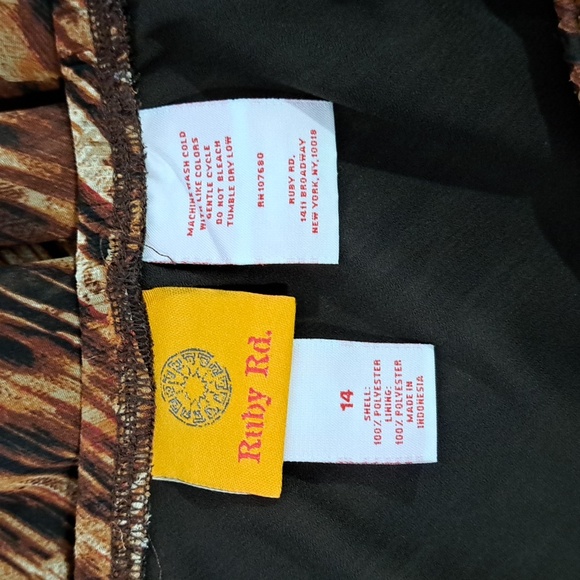 MACHINE WASH COLD
WITH LIKE COLORS
GENTLE CYCLE
DO NOT BLEACH
TUMBLE DRY LOW
RN107680
RUBY RD.
1411 BROADWAY
NEW YORK, NY, 10018
Ruby Rd.
14
SHELL:
100% POLYESTER
LINING:
100% POLYESTER
MADE IN
INDONESIA